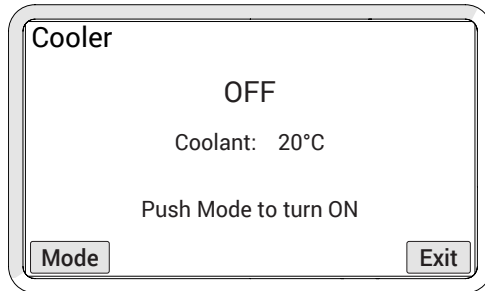 Cooler
OFF
Coolant: 20°C
Push Mode to turn ON
Mode Exit